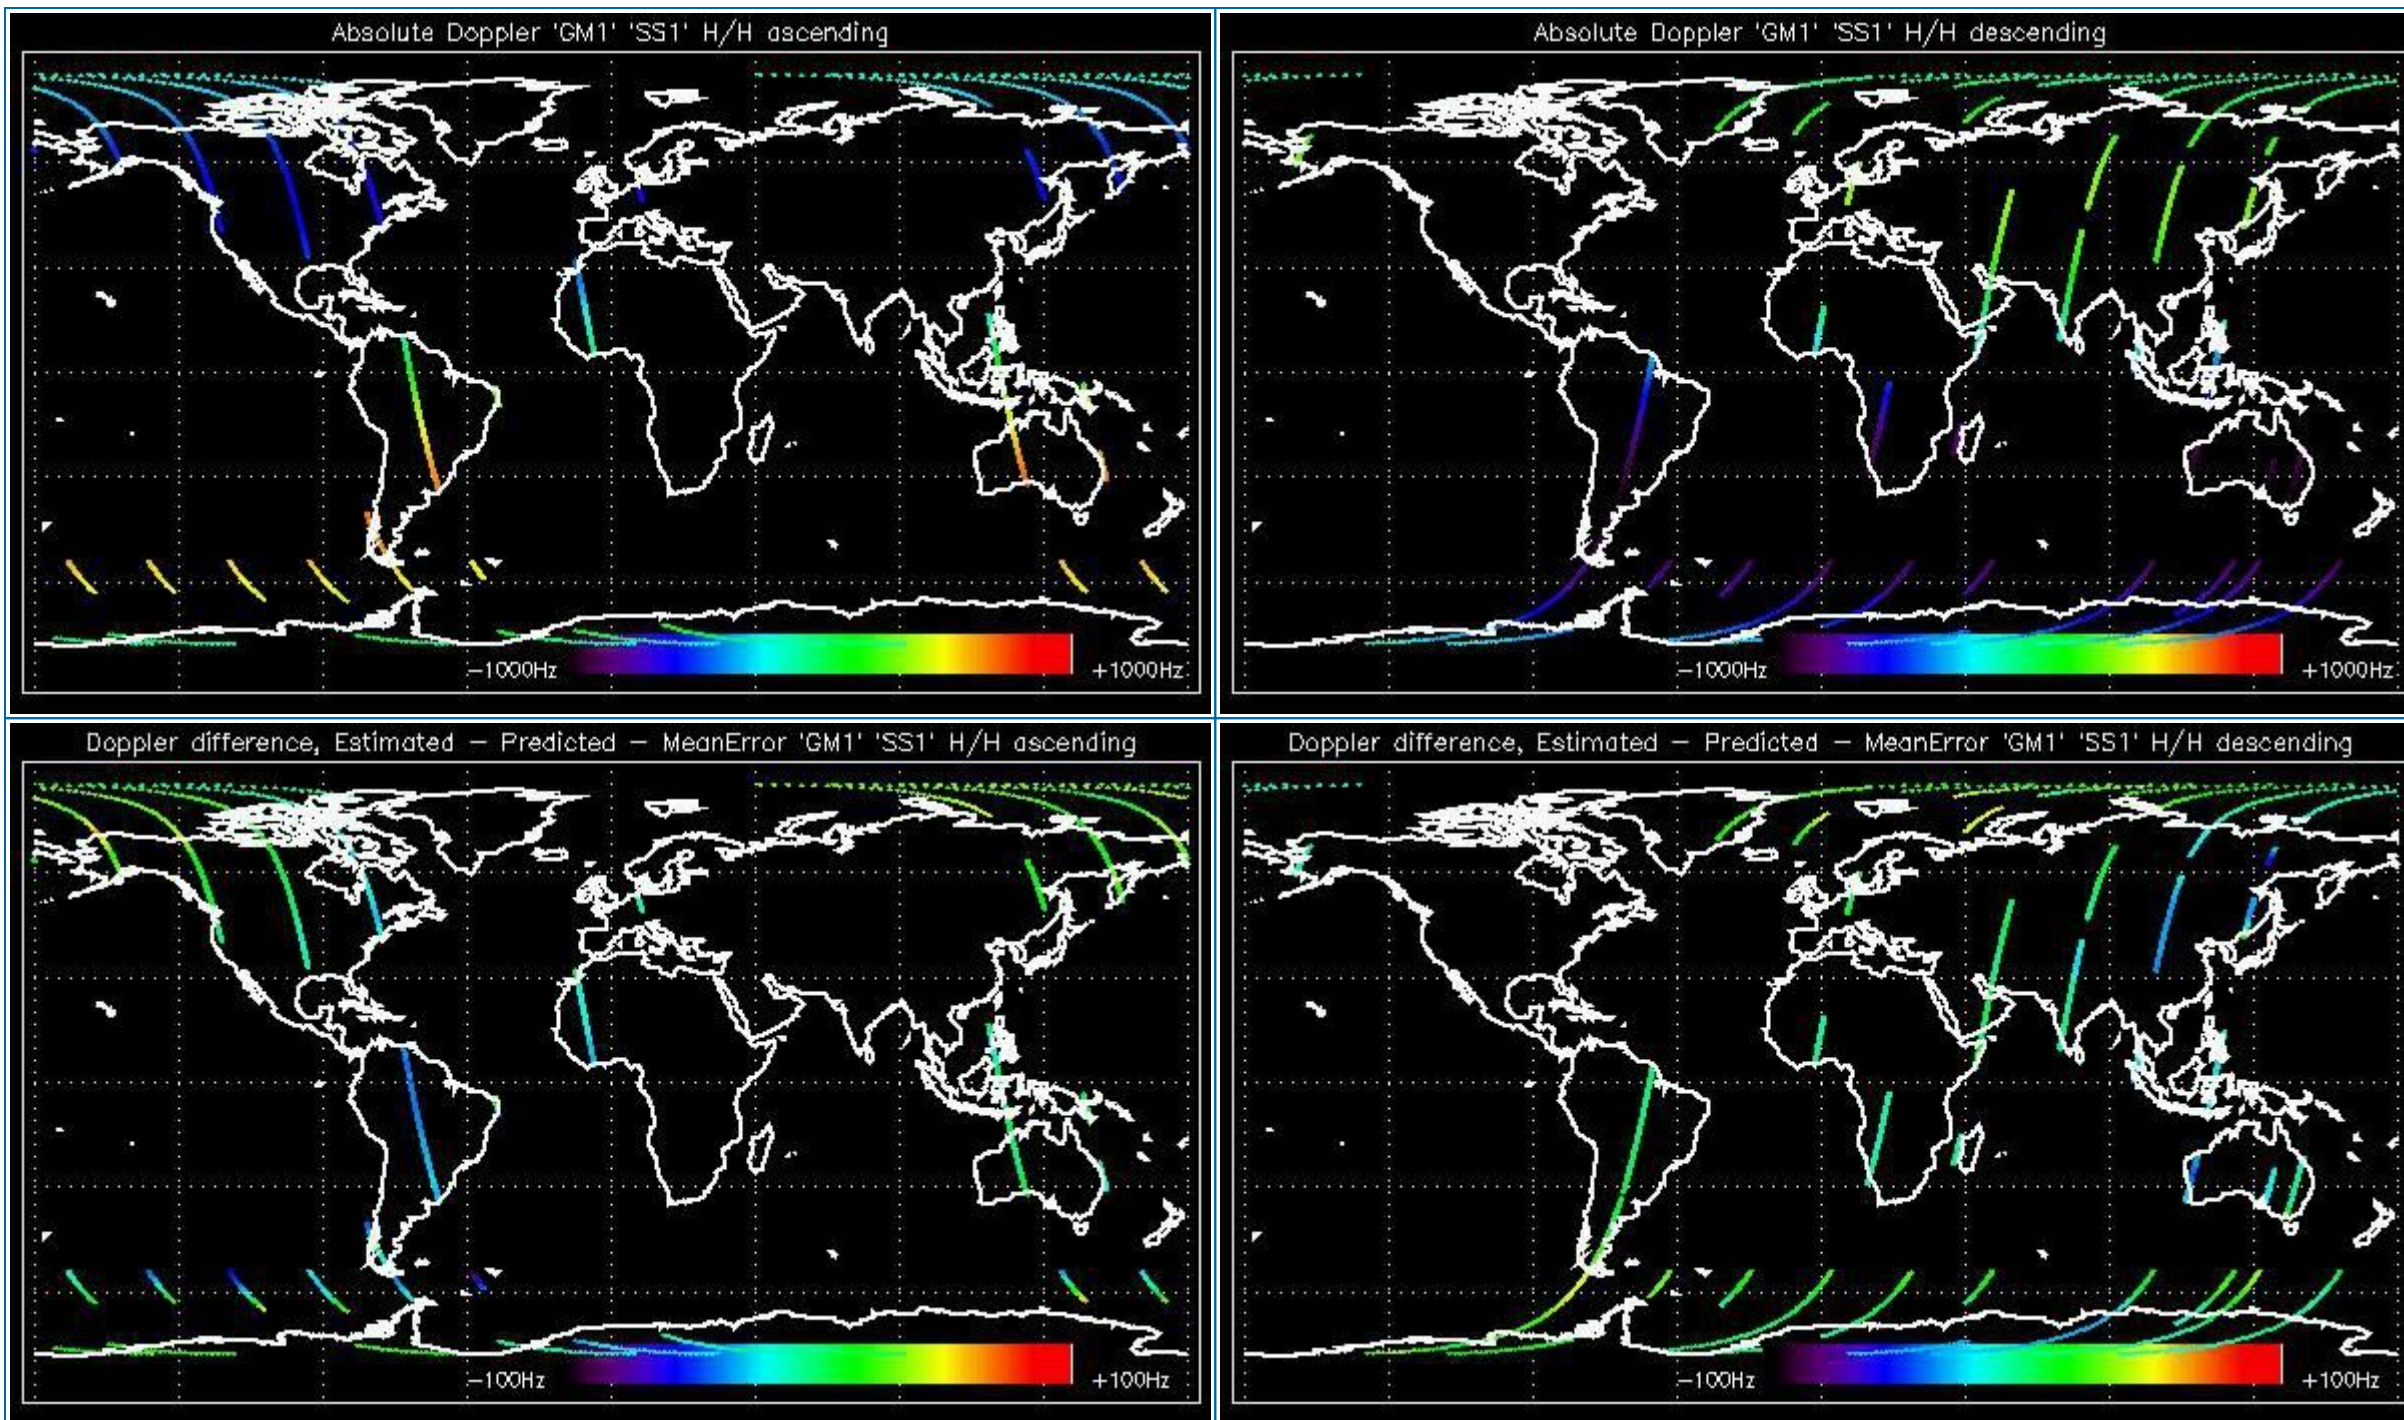 Absolute Doppler 'GM1' 'SS1' H/H ascending
−1000Hz
+1000Hz
Absolute Doppler 'GM1' 'SS1' H/H descending
−1000Hz
+1000Hz
Doppler difference, Estimated − Predicted − MeanError 'GM1' 'SS1' H/H ascending
−100Hz
+100Hz
Doppler difference, Estimated − Predicted − MeanError 'GM1' 'SS1' H/H descending
−100Hz
+100Hz